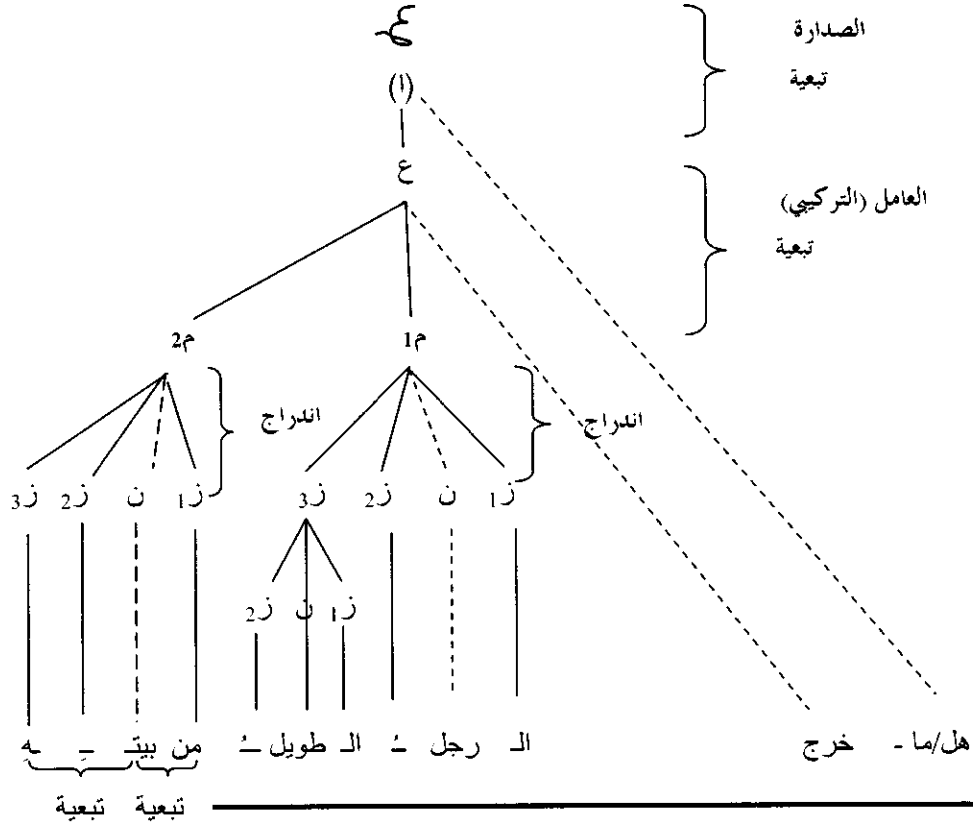 ع
الصدارة
تبعية
(ا)
ع
العامل (التركيبي)
تبعية
م1 م2
اندراج اندراج
ز1 ن ز2 ز3 ز1 ن ز2 ز3
ز1 ن ز2
هل/ما - خرج الـ رجل ـُ الـ طويل ـُ من بيتـ ـِ ـهِ
تبعية تبعية